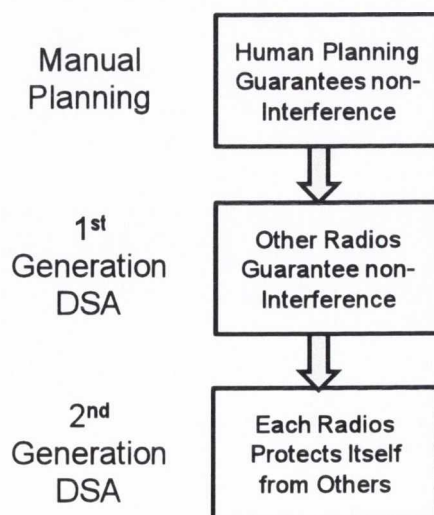 Manual
Planning
Human Planning
Guarantees non-
Interference
1st
Generation
DSA
Other Radios
Guarantee non-
Interference
2nd
Generation
DSA
Each Radios
Protects Itself
from Others